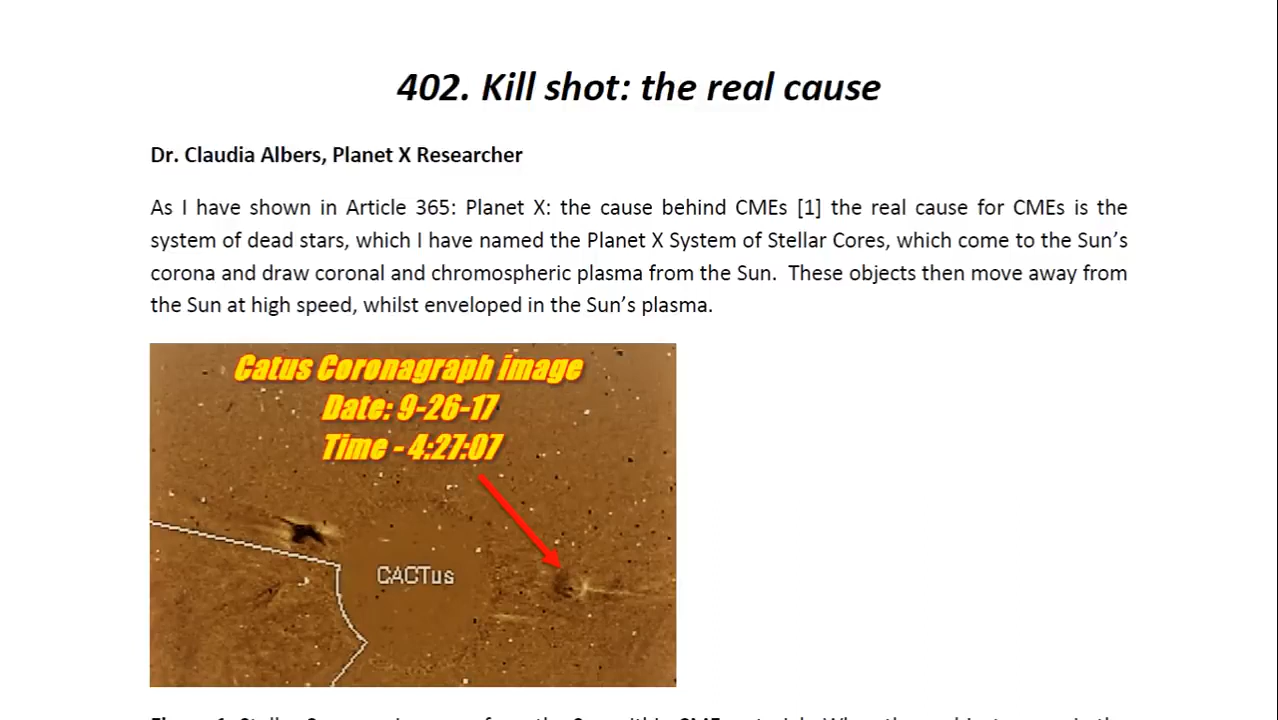 402. Kill shot: the real cause
Dr. Claudia Albers, Planet X Researcher
As I have shown in Article 365: Planet X: the cause behind CMEs [1] the real cause for CMEs is the
system of dead stars, which I have named the Planet X System of Stellar Cores, which come to the Sun’s
corona and draw coronal and chromospheric plasma from the Sun. These objects then move away from
the Sun at high speed, whilst enveloped in the Sun’s plasma.
Catus Coronagraph image
Date: 9-26-17
Time - 4:27:07
CACTus